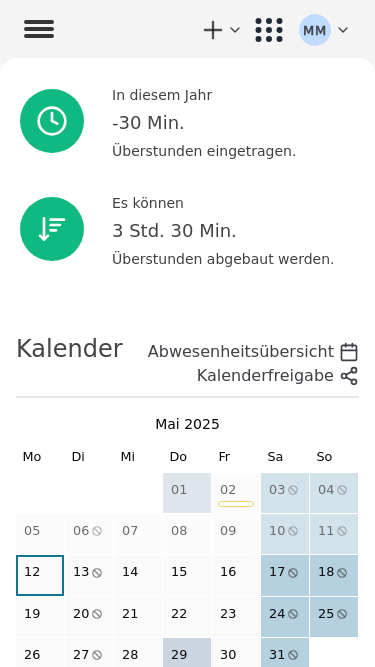 MM
In diesem Jahr
-30 Min.
Überstunden eingetragen.
Es können
3 Std. 30 Min.
Überstunden abgebaut werden.
Kalender
Abwesenheitsübersicht
Kalenderfreigabe
Mai 2025
Mo Di Mi Do Fr Sa So
01 02 03 04
05 06 07 08 09 10 11
12 13 14 15 16 17 18
19 20 21 22 23 24 25
26 27 28 29 30 31